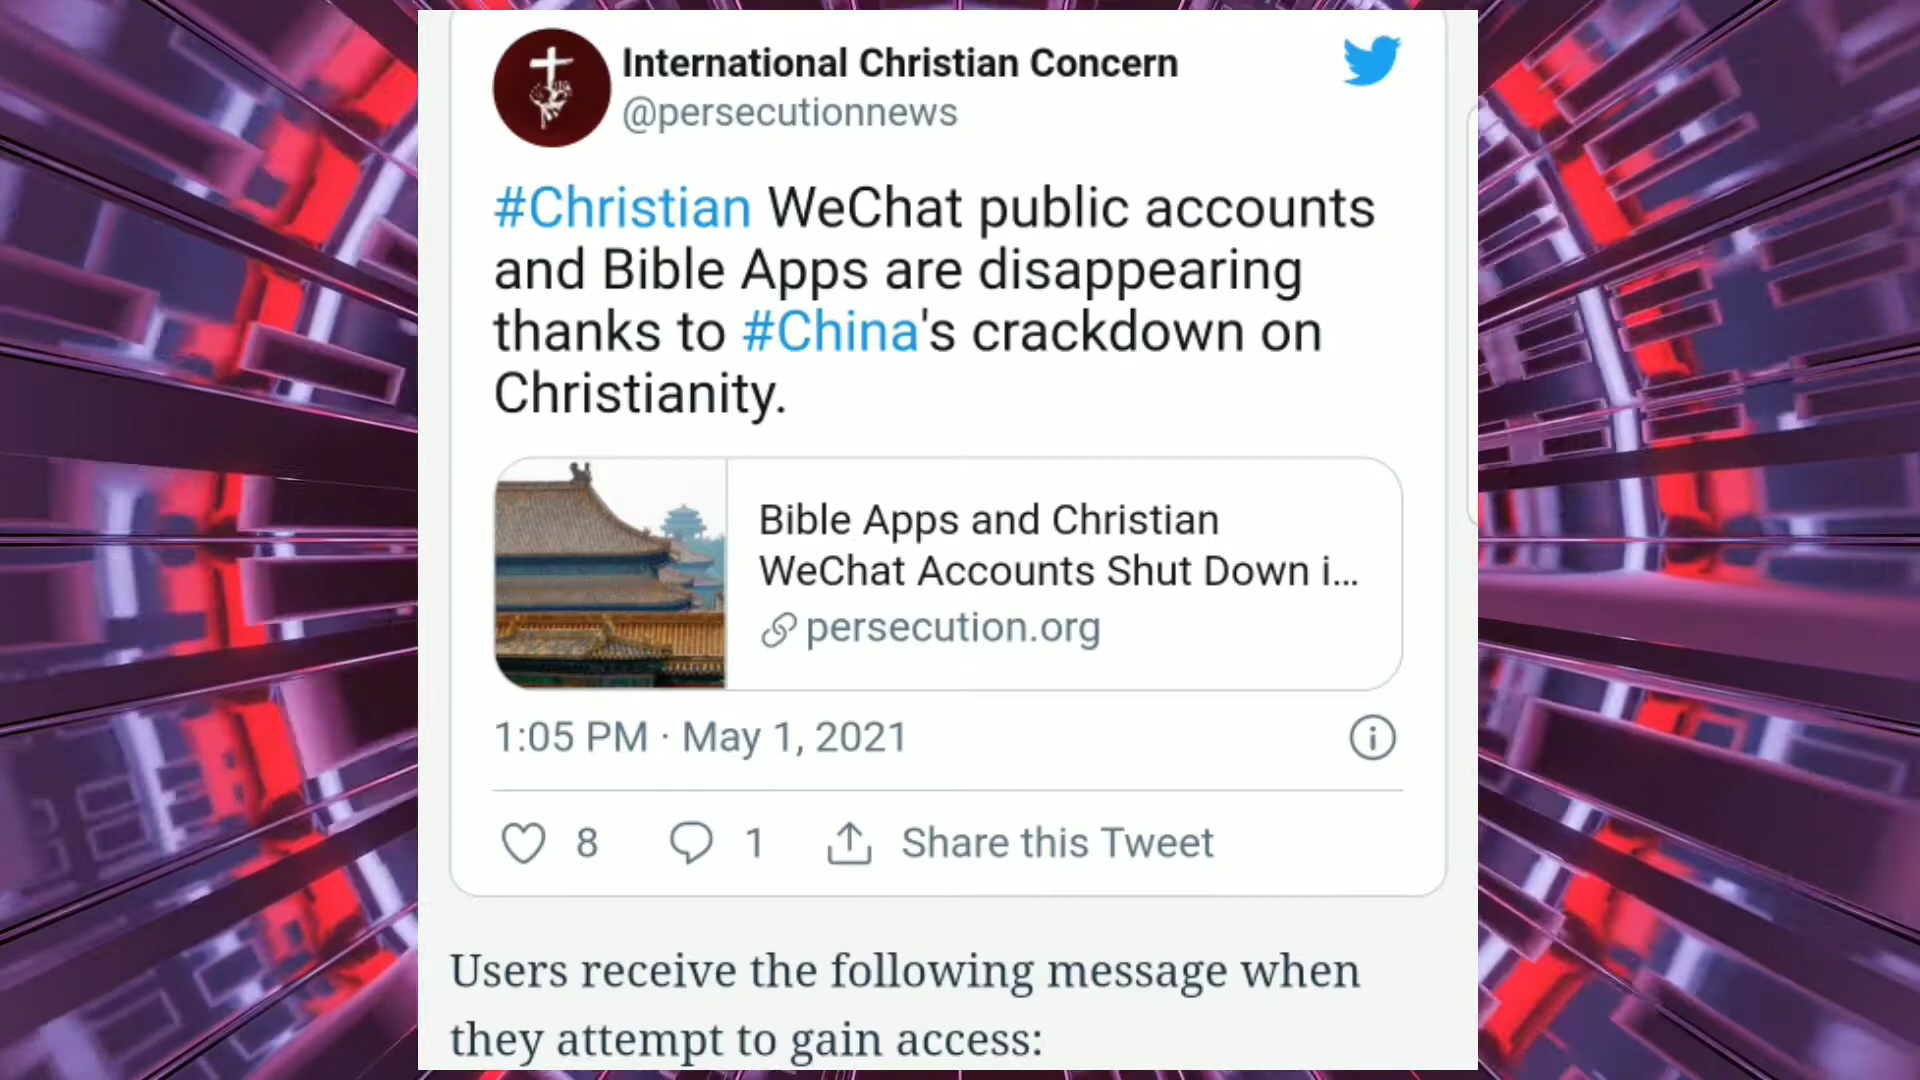 International Christian Concern
@persecutionnews
#Christian WeChat public accounts
and Bible Apps are disappearing
thanks to #China's crackdown on
Christianity.
Bible Apps and Christian
WeChat Accounts Shut Down i...
persecution.org
1:05 PM · May 1, 2021
8 1 Share this Tweet
Users receive the following message when
they attempt to gain access: